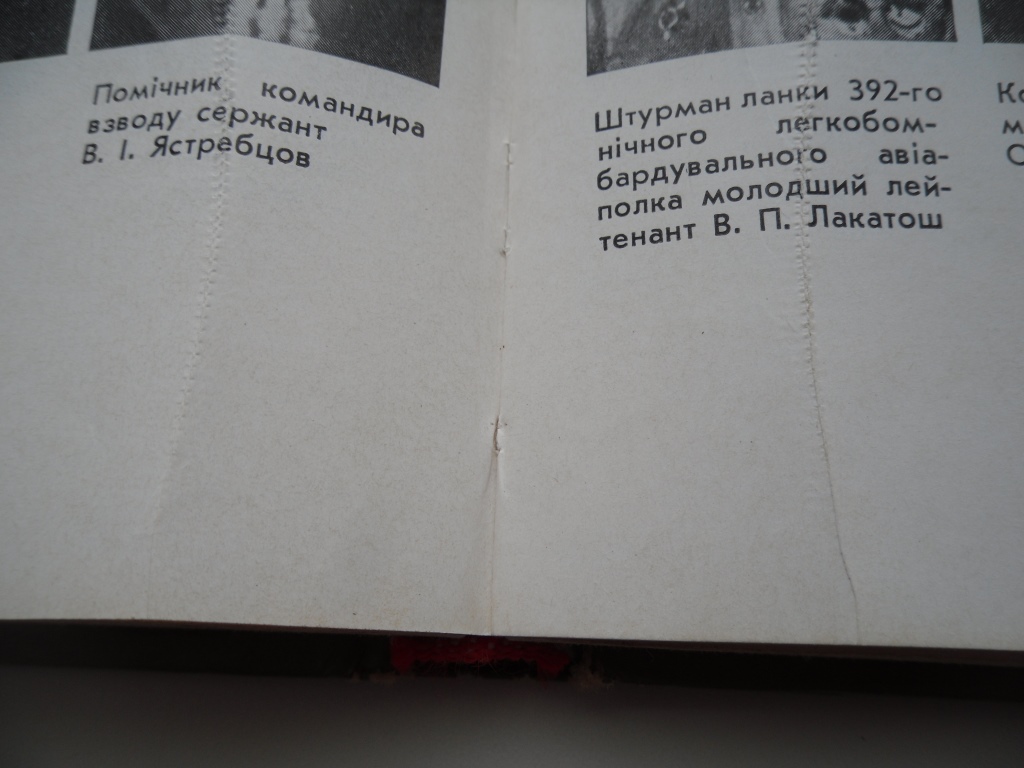 Помічник командира
взводу сержант
В. І. Ястребцов
Штурман ланки 392-го
нічного легкобом-
бардувального авіа-
полка молодший лей-
тенант В. П. Лакатош